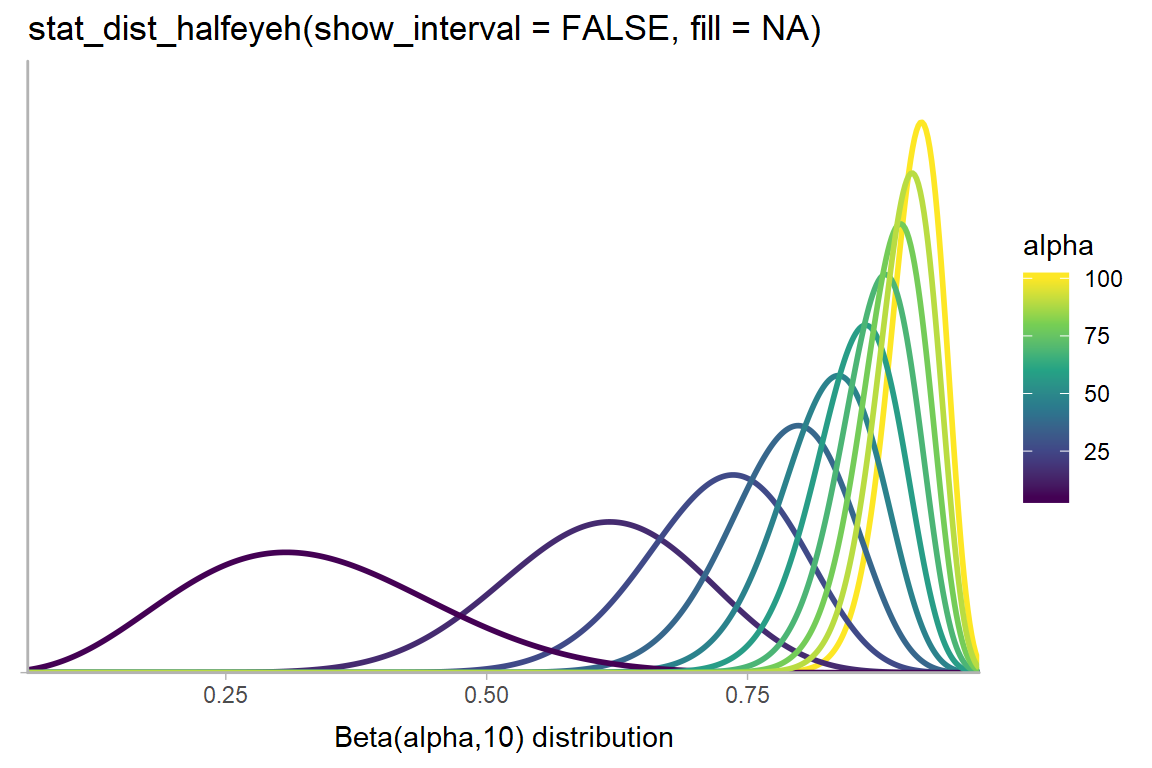 stat_dist_halfeyeh(show_interval = FALSE, fill = NA)
alpha
100
75
50
25
0.25 0.50 0.75
Beta(alpha,10) distribution